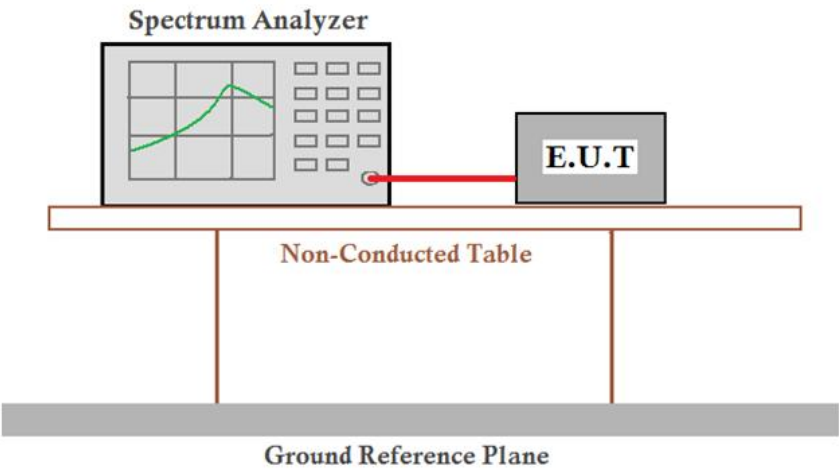 Spectrum Analyzer
E.U.T
Non-Conducted Table
Ground Reference Plane